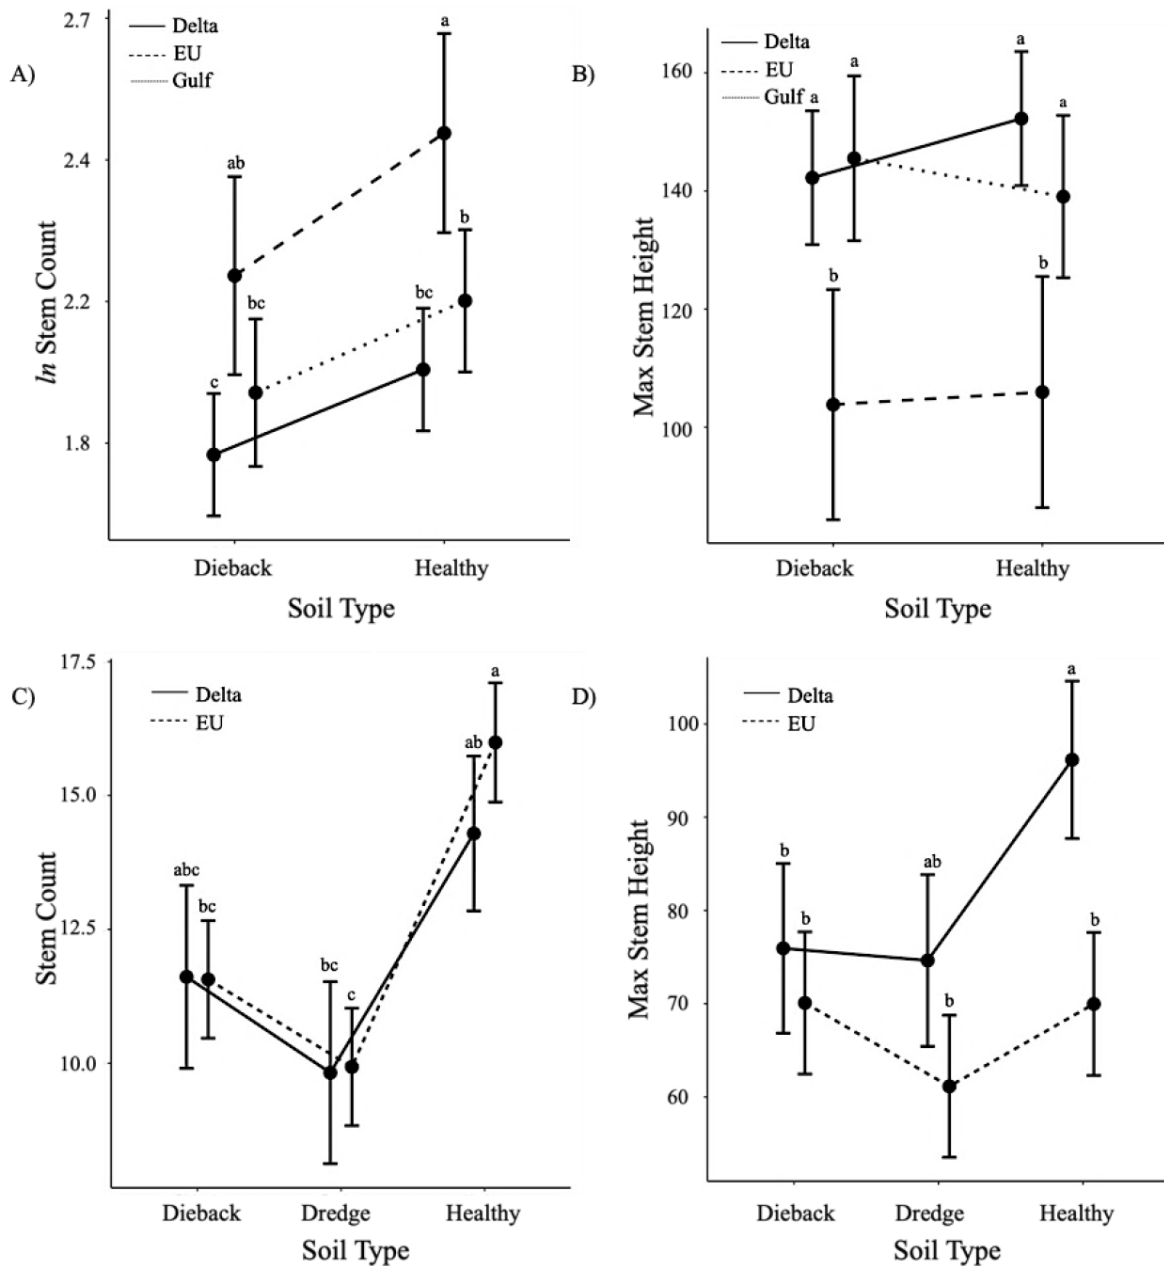 A)
ln Stem Count
2.7
2.4
2.2
1.8
Delta
EU
Gulf
c
ab
bc
bc
a
b
Dieback
Healthy
Soil Type
B)
Max Stem Height
160
140
120
100
Delta
EU
Gulf
a
a
b
a
b
a
Dieback
Healthy
Soil Type
C)
Stem Count
17.5
15.0
12.5
10.0
Delta
EU
abc
bc
bc
c
ab
a
Dieback
Dredge
Healthy
Soil Type
D)
Max Stem Height
100
90
80
70
60
Delta
EU
b
b
ab
b
a
b
Dieback
Dredge
Healthy
Soil Type